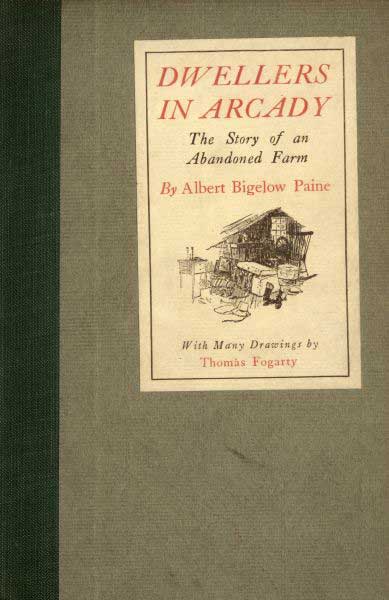 DWELLERS
IN ARCADY
The Story of an
Abandoned Farm
By Albert Bigelow Paine
With Many Drawings by
Thomas Fogarty